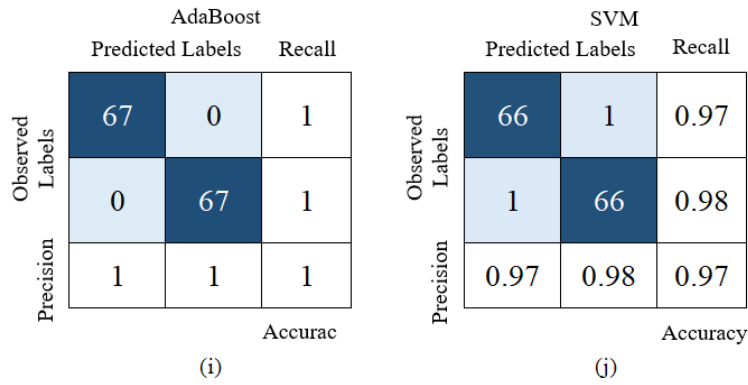 AdaBoost
Predicted Labels Recall
Observed Labels
67 0 1
0 67 1
Precision
1 1 1
Accurac
(i)
SVM
Predicted Labels Recall
Observed Labels
66 1 0.97
1 66 0.98
Precision
0.97 0.98 0.97
Accuracy
(j)